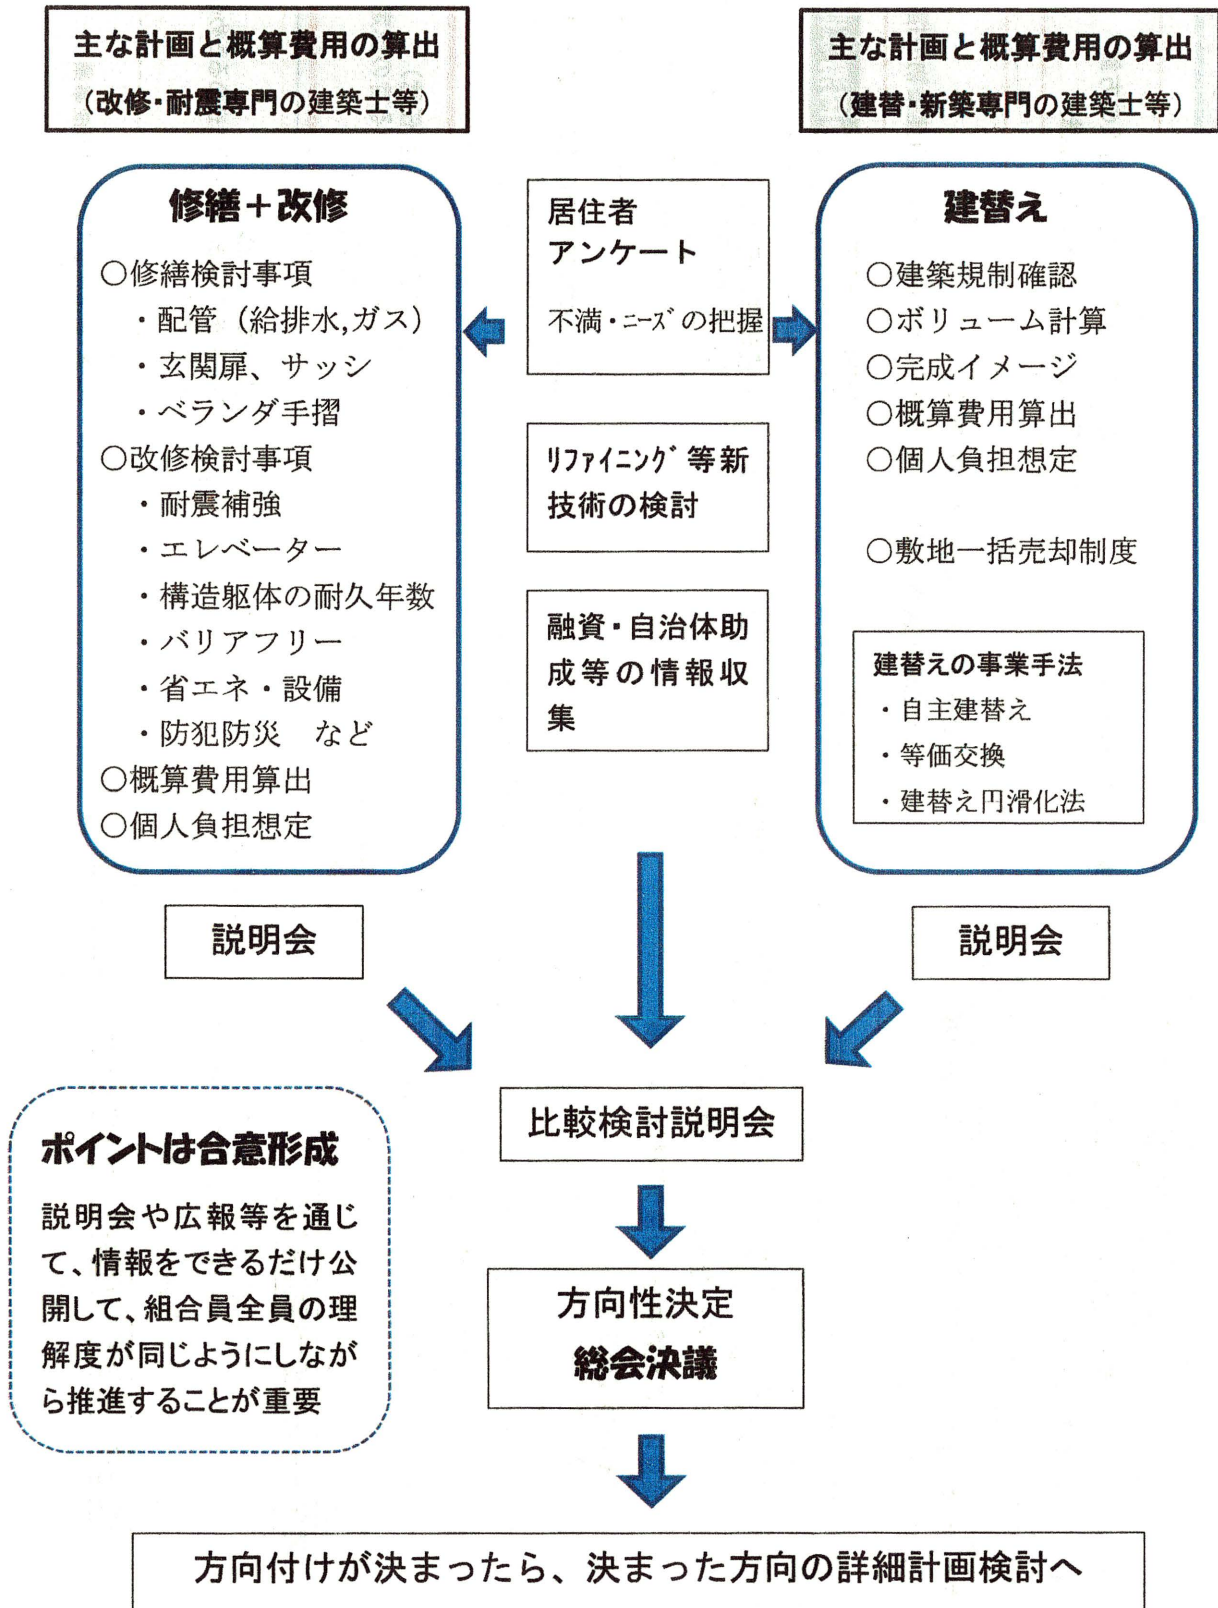 主な計画と概算費用の算出
(改修・耐震専門の建築士等)
主な計画と概算費用の算出
(建替・新築専門の建築士等)
修繕＋改修
○修繕検討事項
・配管（給排水,ガス）
・玄関扉、サッシ
・ベランダ手摺
○改修検討事項
・耐震補強
・エレベーター
・構造躯体の耐久年数
・バリアフリー
・省エネ・設備
・防犯防災　など
○概算費用算出
○個人負担想定
居住者
アンケート
不満・ﾆｰｽﾞの把握
ﾘﾌｧｲﾆﾝｸﾞ等新
技術の検討
融資・自治体助
成等の情報収
集
建替え
○建築規制確認
○ボリューム計算
○完成イメージ
○概算費用算出
○個人負担想定
○敷地一括売却制度
建替えの事業手法
・自主建替え
・等価交換
・建替え円滑化法
説明会
説明会
比較検討説明会
ポイントは合意形成
説明会や広報等を通じ
て、情報をできるだけ公
開して、組合員全員の理
解度が同じようにしなが
ら推進することが重要
方向性決定
総会決議
方向付けが決まったら、決まった方向の詳細計画検討へ